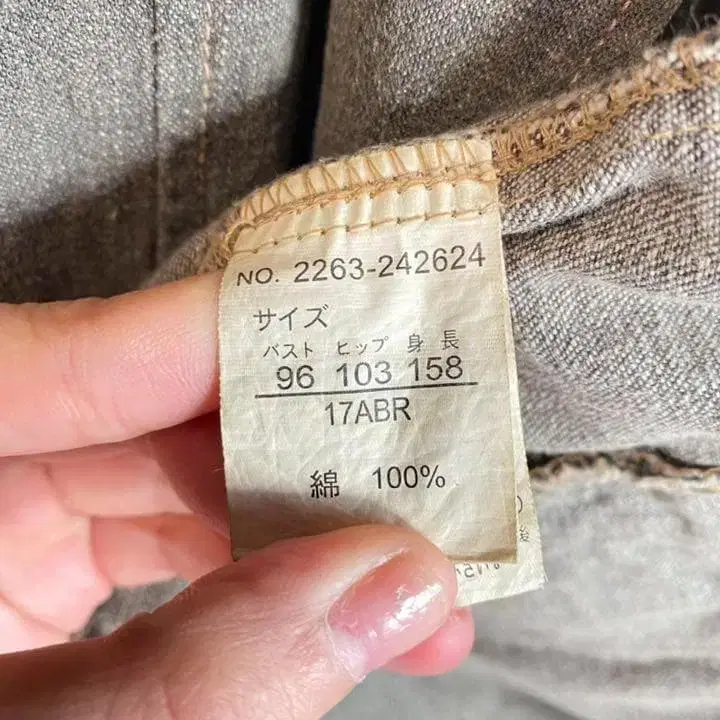 NO. 2263-242624
サイズ
バスト ヒップ 身長
96 103 158
17ABR
綿 100%
後